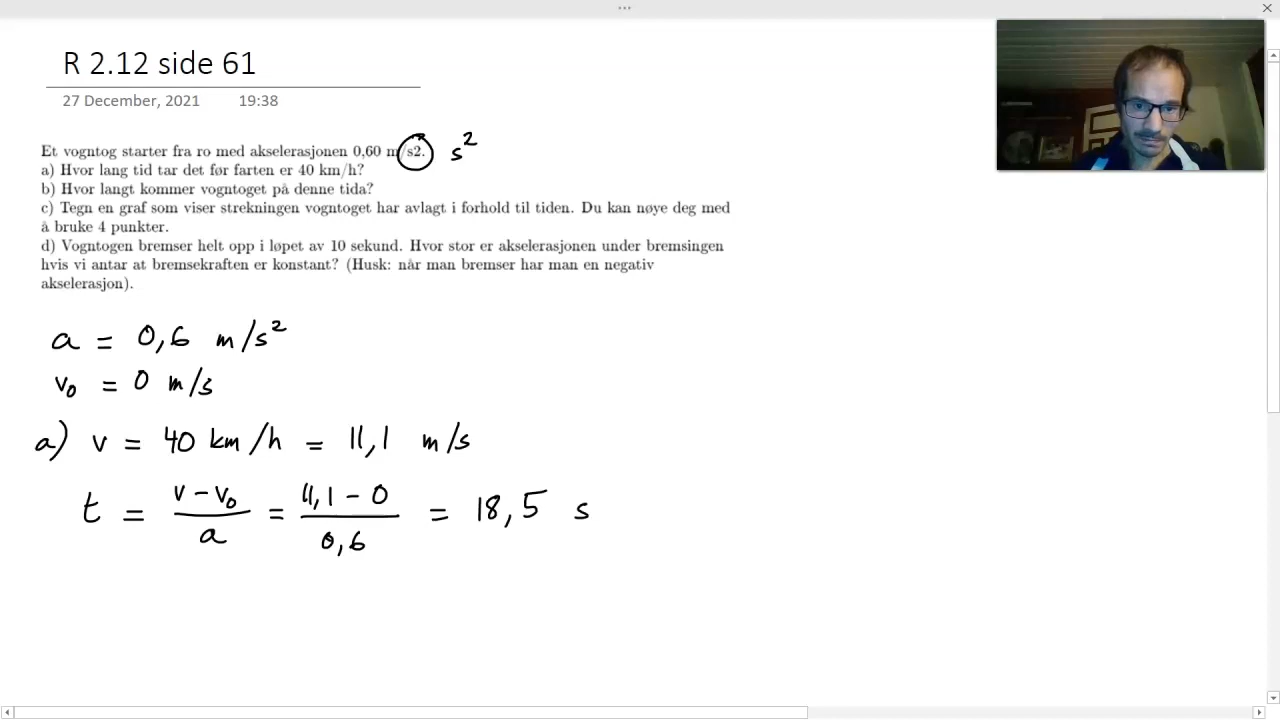 R 2.12 side 61
27 December, 2021 19:38
Et vogntog starter fra ro med akselerasjonen 0,60 m/s2. s²
a) Hvor lang tid tar det før farten er 40 km/h?
b) Hvor langt kommer vogntoget på denne tida?
c) Tegn en graf som viser strekningen vogntoget har avlagt i forhold til tiden. Du kan nøye deg med
å bruke 4 punkter.
d) Vogntogen bremser helt opp i løpet av 10 sekund. Hvor stor er akselerasjonen under bremsingen
hvis vi antar at bremsekraften er konstant? (Husk: når man bremser har man en negativ
akselerasjon).
a = 0,6 m/s²
v₀ = 0 m/s
a) v = 40 km/h = 11,1 m/s
t = (v - v₀)/a = (11,1 - 0)/0,6 = 18,5 s